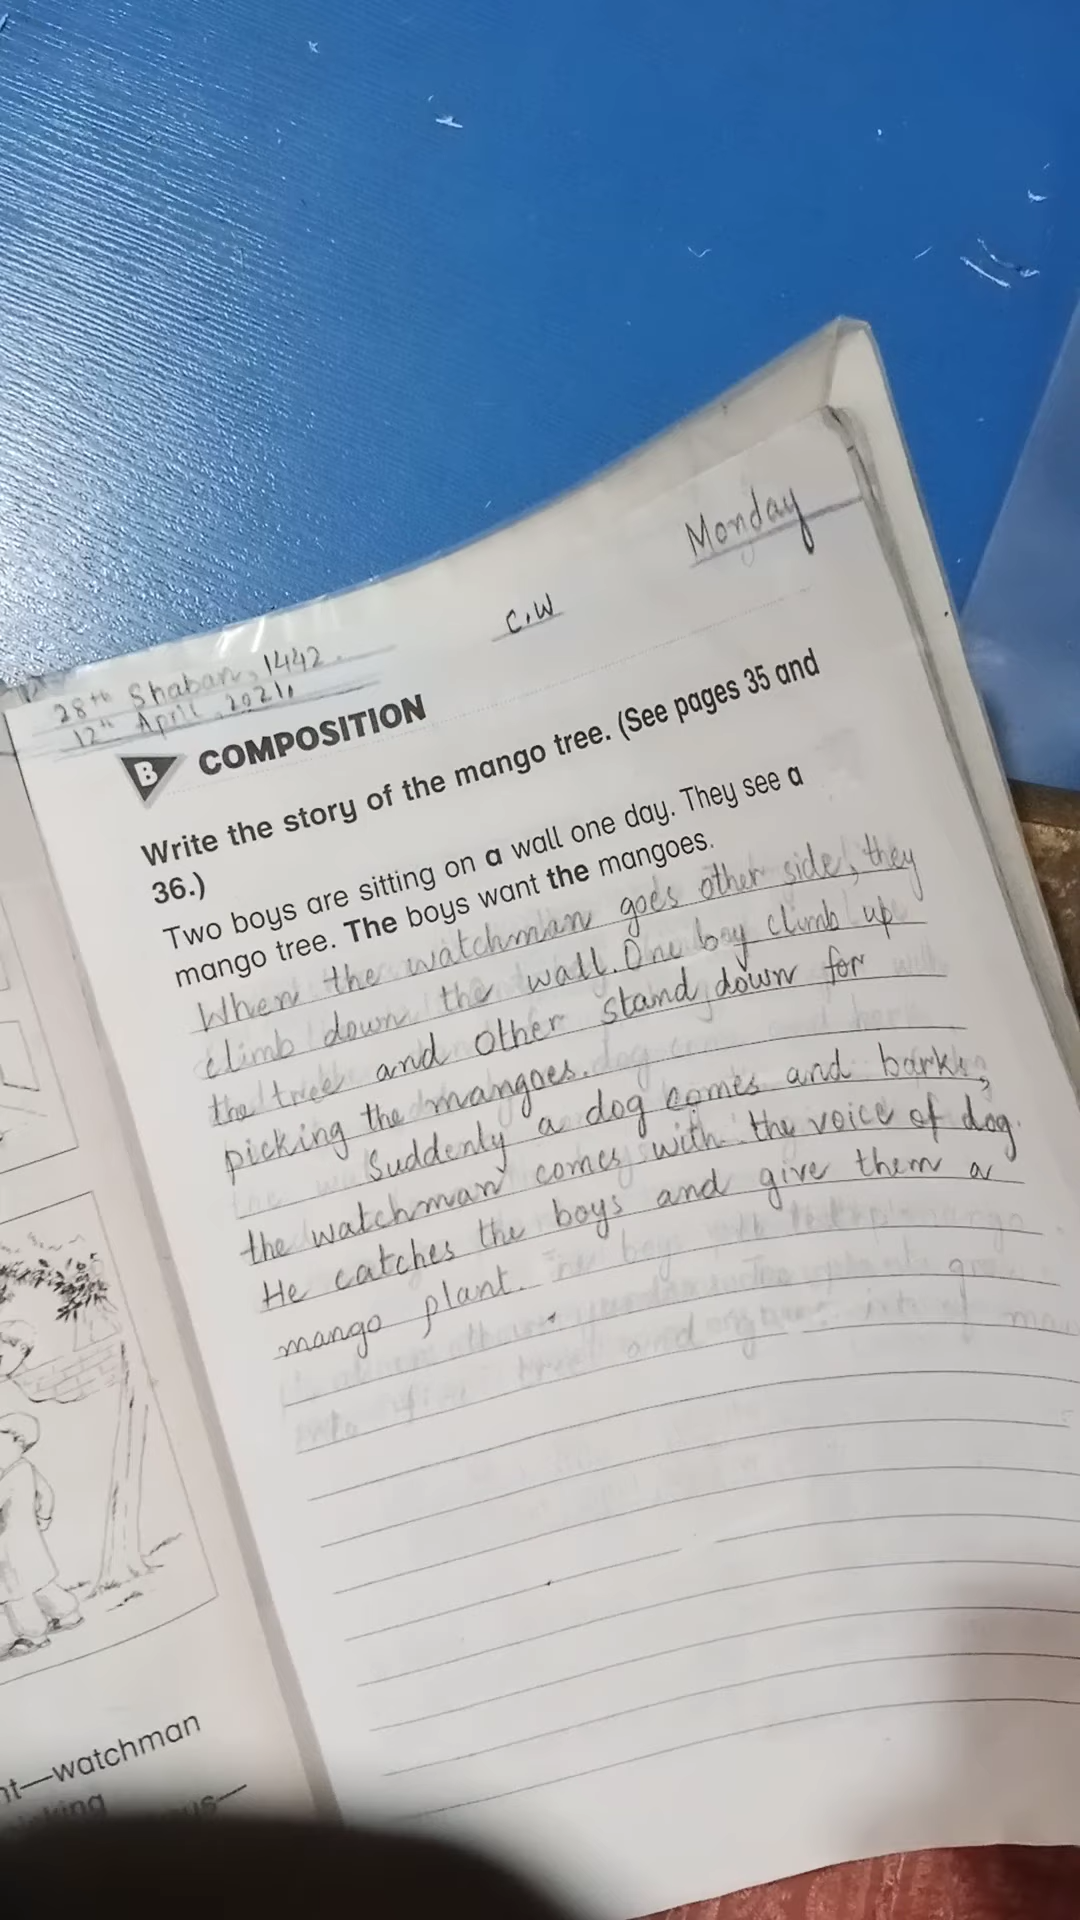 Monday
C.W
28th Shaban, 1442.
12th April, 2021.
B COMPOSITION
Write the story of the mango tree. (See pages 35 and
36.)
Two boys are sitting on a wall one day. They see a
mango tree. The boys want the mangoes.
When the watchman goes other side, they
climb down the wall. One boy climb up
the tree and other stand down for
picking the mangoes.
Suddenly a dog comes and barks,
the watchman comes with the voice of dog.
He catches the boys and give them a
mango plant.
nt—watchman